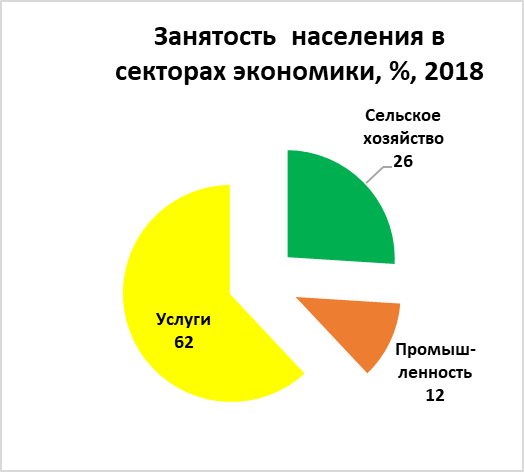 Занятость населения в
секторах экономики, %, 2018
Сельское
хозяйство
26
Услуги
62
Промыш-
ленность
12